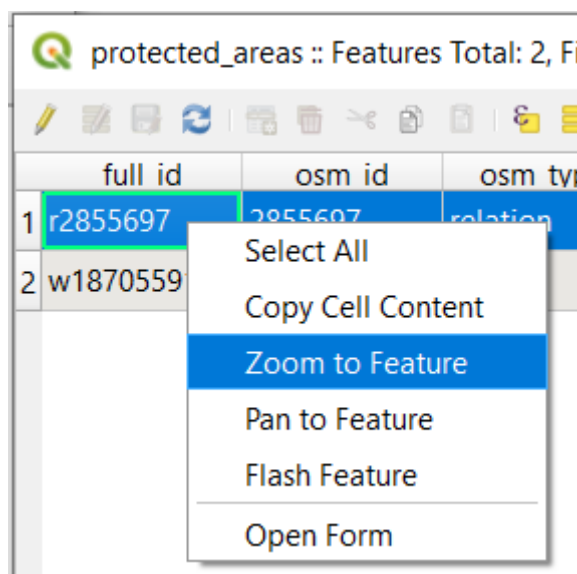 protected_areas :: Features Total: 2, Fi
full_id osm_id osm_typ
1 r2855697 2855697 relation
2 w18705591
Select All
Copy Cell Content
Zoom to Feature
Pan to Feature
Flash Feature
Open Form